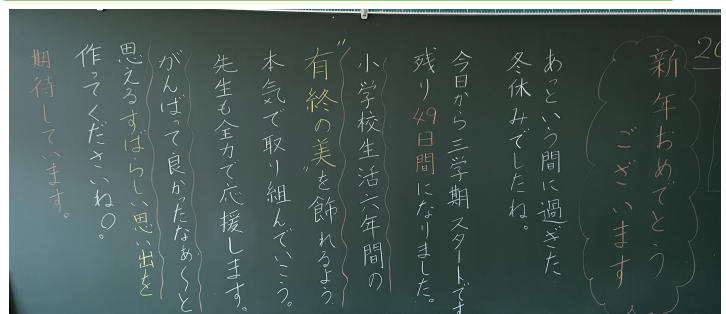 新年おめでとう
ございます
あっという間に過ぎた
冬休みでしたね。
今日から三学期スタートです
残り49日間になりました。
小学校生活六年間の
"有終の美"を飾れるよう
本気で取り組んでいこう。
先生も全力で応援します。
がんばって良かったなぁ〜と
思えるすばらしい思い出を
作ってくださいね○。
期待しています。